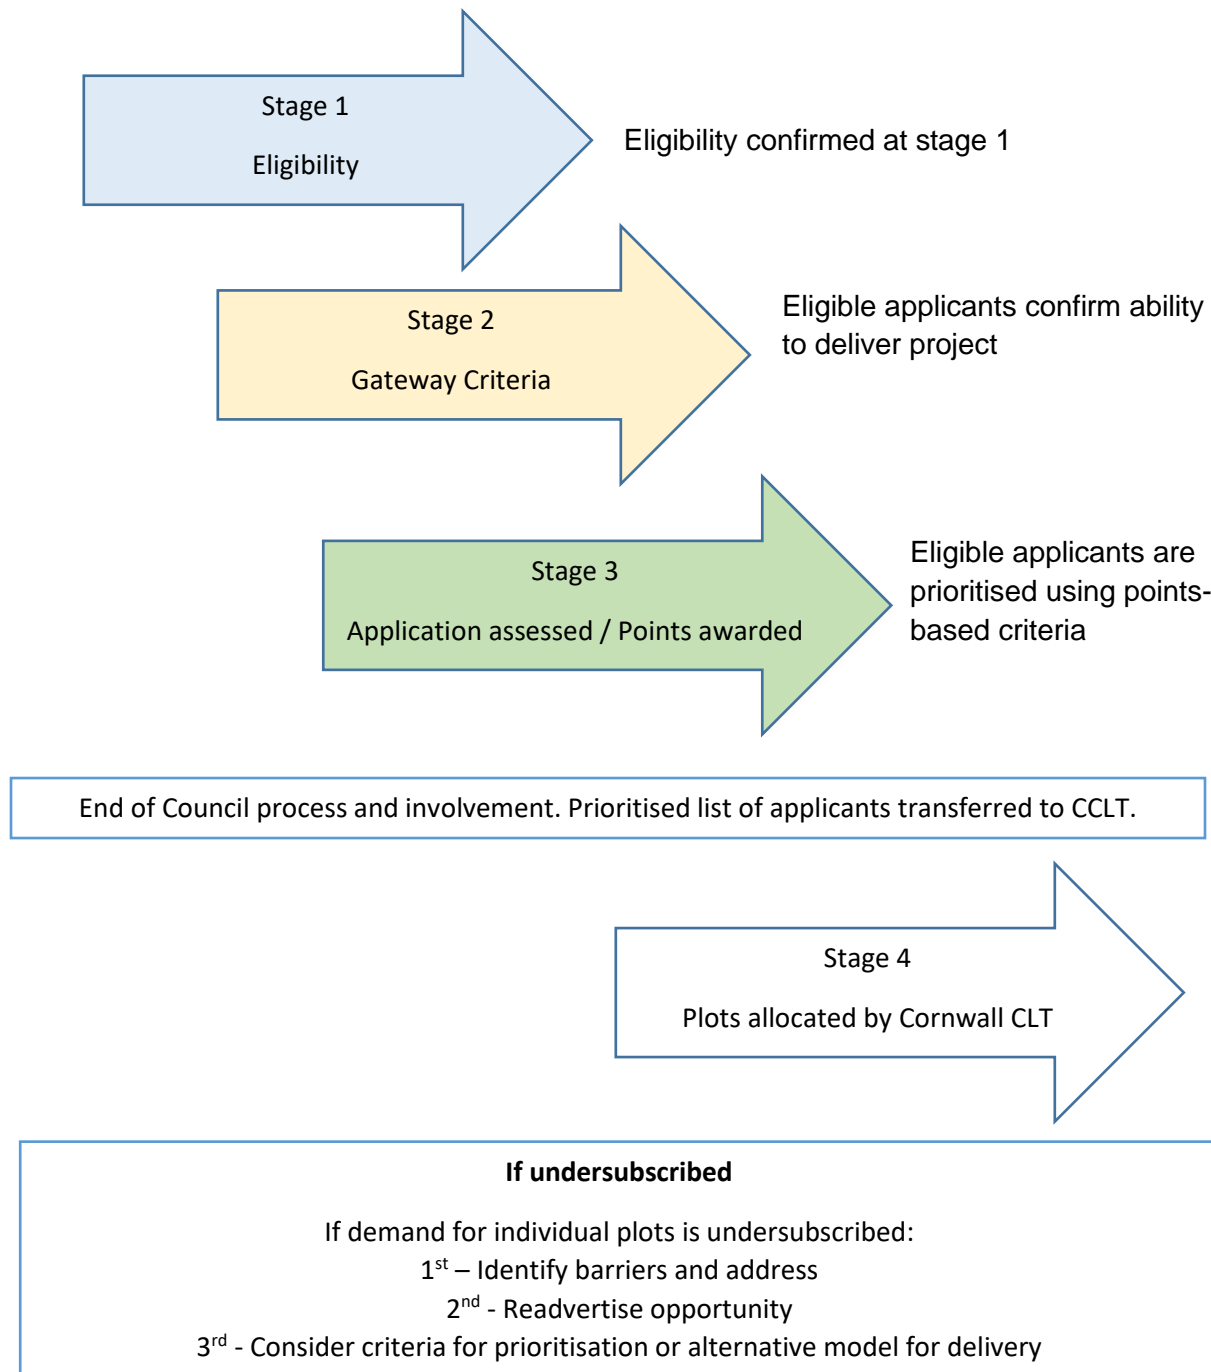 Stage 1
Eligibility
Eligibility confirmed at stage 1
Stage 2
Gateway Criteria
Eligible applicants confirm ability
to deliver project
Stage 3
Application assessed / Points awarded
Eligible applicants are
prioritised using points-
based criteria
End of Council process and involvement. Prioritised list of applicants transferred to CCLT.
Stage 4
Plots allocated by Cornwall CLT
If undersubscribed
If demand for individual plots is undersubscribed:
1st – Identify barriers and address
2nd - Readvertise opportunity
3rd - Consider criteria for prioritisation or alternative model for delivery